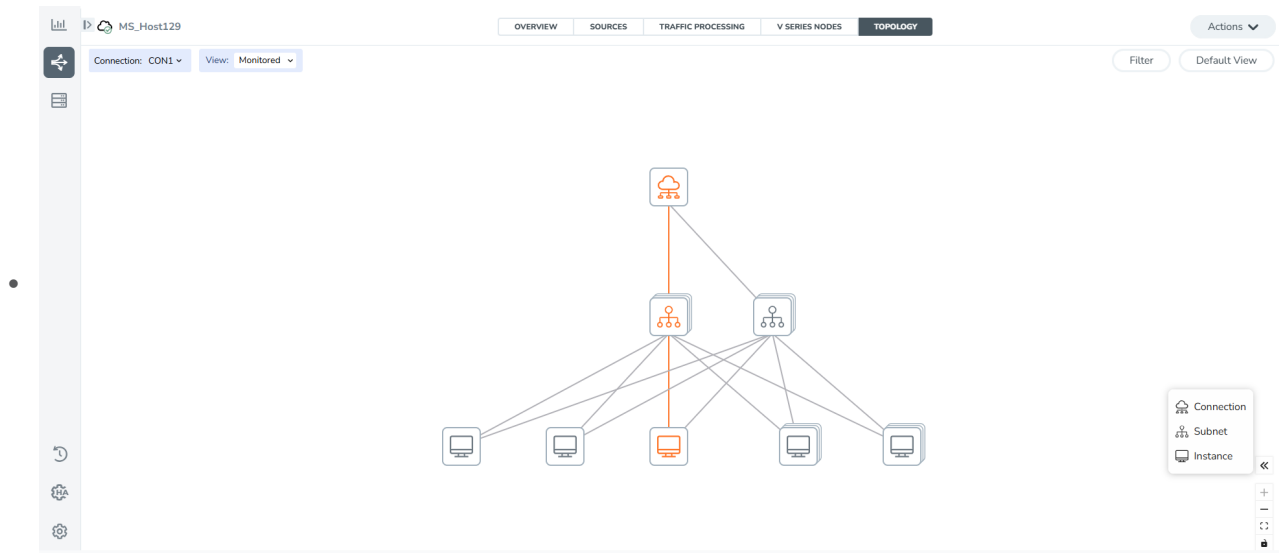 MS_Host129
OVERVIEW SOURCES TRAFFIC PROCESSING V SERIES NODES TOPOLOGY
Actions
Connection: CON1 View: Monitored
Filter Default View
Connection
Subnet
Instance
HA